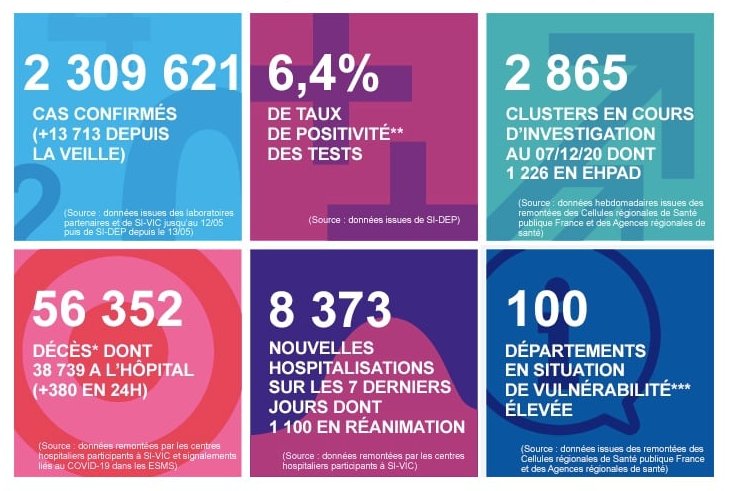 2 309 621
CAS CONFIRMÉS
(+13 713 DEPUIS
LA VEILLE)
(Source : données issues des laboratoires
partenaires et de SI-VIC jusqu'au 12/05
puis de SI-DEP depuis le 13/05)
6,4%
DE TAUX
DE POSITIVITÉ**
DES TESTS
(Source : données issues de SI-DEP)
2 865
CLUSTERS EN COURS
D'INVESTIGATION
AU 07/12/20 DONT
1 226 EN EHPAD
(Source : données hebdomadaires issues des
remontées des Cellules régionales de Santé
publique France et des Agences régionales de
santé)
56 352
DÉCÈS* DONT
38 739 A L'HÔPITAL
(+380 EN 24H)
(Source : données remontées par les centres
hospitaliers participants à SI-VIC et signalements
liés au COVID-19 dans les ESMS)
8 373
NOUVELLES
HOSPITALISATIONS
SUR LES 7 DERNIERS
JOURS DONT
1 100 EN RÉANIMATION
(Source : données remontées par les centres
hospitaliers participants à SI-VIC)
100
DÉPARTEMENTS
EN SITUATION
DE VULNÉRABILITÉ***
ÉLEVÉE
(Source : données issues des remontées des
Cellules régionales de Santé publique France
et des Agences régionales de santé)